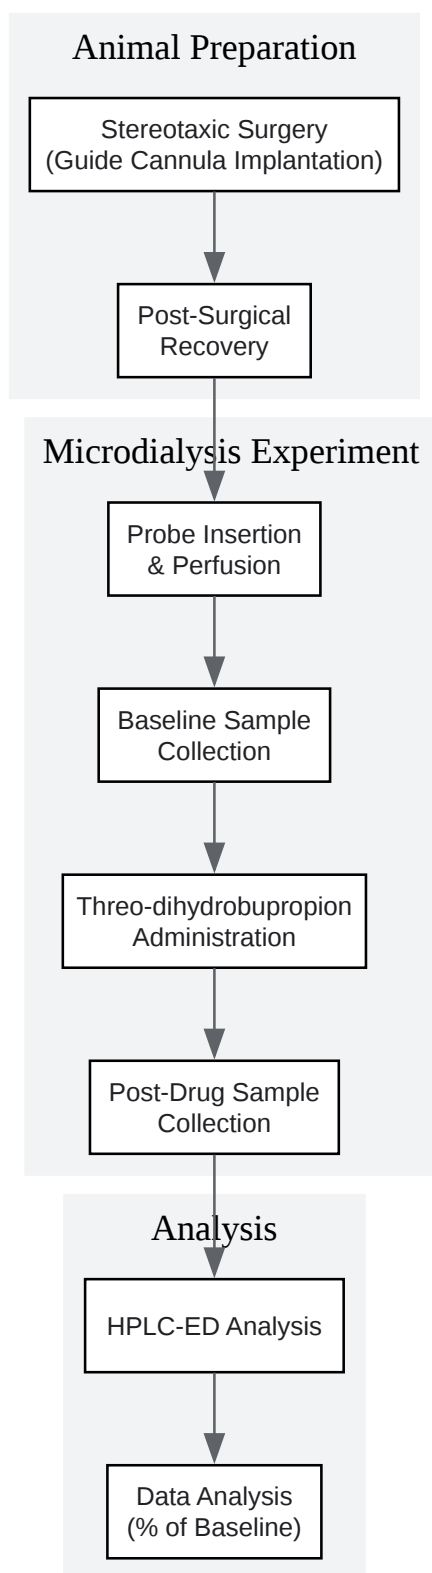 Animal Preparation
Stereotaxic Surgery
(Guide Cannula Implantation)
Post-Surgical
Recovery
Microdialysis Experiment
Probe Insertion
& Perfusion
Baseline Sample
Collection
Threo-dihydrobupropion
Administration
Post-Drug Sample
Collection
Analysis
HPLC-ED Analysis
Data Analysis
(% of Baseline)